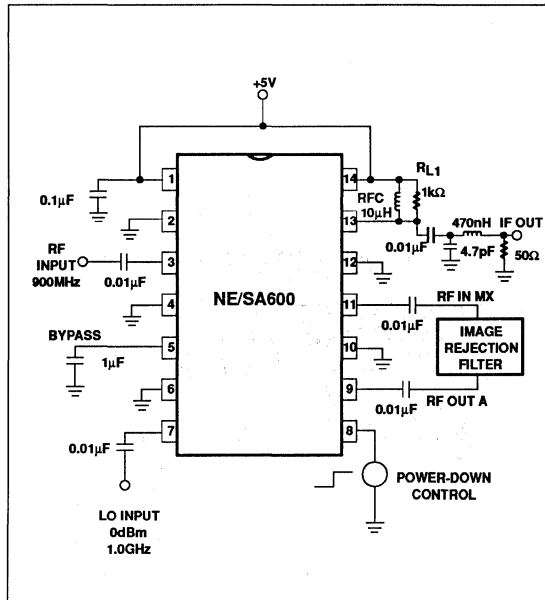 +5V
1
14
RL1
1kΩ
RFC
10μH
0.1μF
2
13
470nH
IF OUT
0.01μF
4.7pF
50Ω
RF
INPUT
900MHz
0.01μF
3
12
NE/SA600
4
11
RF IN MX
0.01μF
IMAGE
REJECTION
FILTER
BYPASS
1μF
5
10
6
9
0.01μF
RF OUT A
0.01μF
7
8
POWER-DOWN
CONTROL
LO INPUT
0dBm
1.0GHz